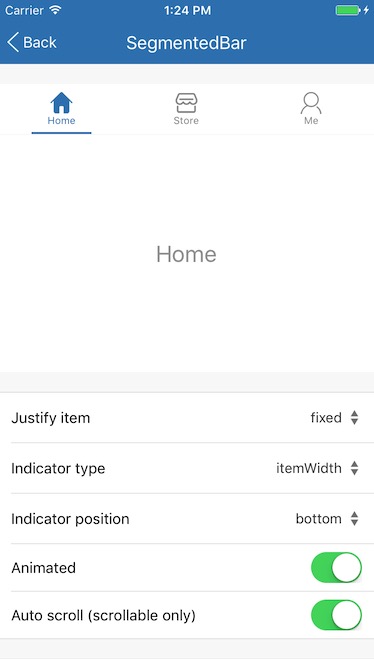 Carrier 1:24 PM
Back SegmentedBar
Home Store Me
Home
Justify item fixed
Indicator type itemWidth
Indicator position bottom
Animated
Auto scroll (scrollable only)